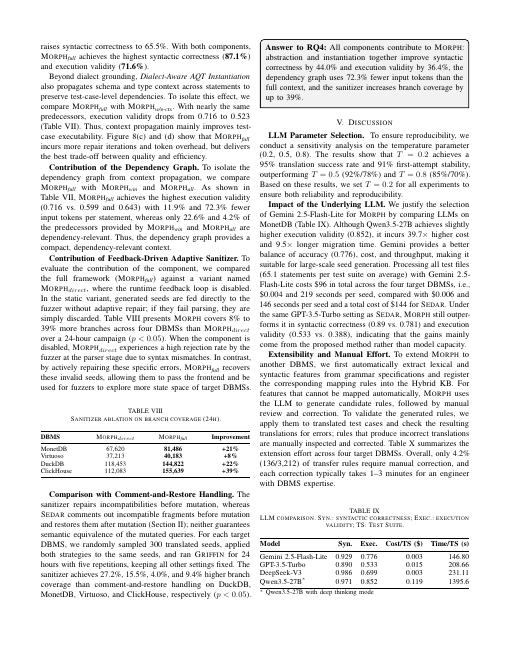 raises syntactic correctness to 65.5%. With both components,
MORPHfull achieves the highest syntactic correctness (87.1%)
and execution validity (71.6%).
Beyond dialect grounding, Dialect-Aware AQT Instantiation
also propagates schema and type context across statements to
preserve test-case-level dependencies. To isolate this effect, we
compare MORPHfull with MORPHw/o-ctx. With nearly the same
predecessors, execution validity drops from 0.716 to 0.523
(Table VII). Thus, context propagation mainly improves test-
case executability. Figure 8(c) and (d) show that MORPHfull
incurs more repair iterations and token overhead, but delivers
the best trade-off between quality and efficiency.
Contribution of the Dependency Graph. To isolate the
dependency graph from context propagation, we compare
MORPHfull with MORPHwin and MORPHall. As shown in
Table VII, MORPHfull achieves the highest execution validity
(0.716 vs. 0.599 and 0.643) with 11.9% and 72.3% fewer
input tokens per statement, whereas only 22.6% and 4.2% of
the predecessors provided by MORPHwin and MORPHall are
dependency-relevant. Thus, the dependency graph provides a
compact, dependency-relevant context.
Contribution of Feedback-Driven Adaptive Sanitizer. To
evaluate the contribution of the component, we compared
the full framework (MORPHfull) against a variant named
MORPHdirect, where the runtime feedback loop is disabled.
In the static variant, generated seeds are fed directly to the
fuzzer without adaptive repair; if they fail parsing, they are
simply discarded. Table VIII presents MORPH covers 8% to
39% more branches across four DBMSs than MORPHdirect
over a 24-hour campaign (p < 0.05). When the component is
disabled, MORPHdirect experiences a high rejection rate by the
fuzzer at the parser stage due to syntax mismatches. In contrast,
by actively repairing these specific errors, MORPHfull recovers
these invalid seeds, allowing them to pass the frontend and be
used for fuzzers to explore more state space of target DBMSs.
TABLE VIII
SANITIZER ABLATION ON BRANCH COVERAGE (24H).
DBMS MORPHdirect MORPHfull Improvement
MonetDB 67,620 81,486 +21%
Virtuoso 37,213 40,183 +8%
DuckDB 118,453 144,822 +22%
ClickHouse 112,083 155,639 +39%
Comparison with Comment-and-Restore Handling. The
sanitizer repairs incompatibilities before mutation, whereas
SEDAR comments out incompatible fragments before mutation
and restores them after mutation (Section II); neither guarantees
semantic equivalence of the mutated queries. For each target
DBMS, we randomly sampled 300 translated seeds, applied
both strategies to the same seeds, and ran GRIFFIN for 24
hours with five repetitions, keeping all other settings fixed. The
sanitizer achieves 27.2%, 15.5%, 4.0%, and 9.4% higher branch
coverage than comment-and-restore handling on DuckDB,
MonetDB, Virtuoso, and ClickHouse, respectively (p < 0.05).
Answer to RQ4: All components contribute to MORPH:
abstraction and instantiation together improve syntactic
correctness by 44.0% and execution validity by 36.4%, the
dependency graph uses 72.3% fewer input tokens than the
full context, and the sanitizer increases branch coverage by
up to 39%.
V. DISCUSSION
LLM Parameter Selection. To ensure reproducibility, we
conduct a sensitivity analysis on the temperature parameter
(0.2, 0.5, 0.8). The results show that T = 0.2 achieves a
95% translation success rate and 91% first-attempt stability,
outperforming T = 0.5 (92%/78%) and T = 0.8 (85%/70%).
Based on these results, we set T = 0.2 for all experiments to
ensure both reliability and reproducibility.
Impact of the Underlying LLM. We justify the selection
of Gemini 2.5-Flash-Lite for MORPH by comparing LLMs on
MonetDB (Table IX). Although Qwen3.5-27B achieves slightly
higher execution validity (0.852), it incurs 39.7× higher cost
and 9.5× longer migration time. Gemini provides a better
balance of accuracy (0.776), cost, and throughput, making it
suitable for large-scale seed generation. Processing all test files
(65.1 statements per test suite on average) with Gemini 2.5-
Flash-Lite costs $96 in total across the four target DBMSs, i.e.,
$0.004 and 219 seconds per seed, compared with $0.006 and
146 seconds per seed and a total cost of $144 for SEDAR. Under
the same GPT-3.5-Turbo setting as SEDAR, MORPH still outper-
forms it in syntactic correctness (0.89 vs. 0.781) and execution
validity (0.533 vs. 0.388), indicating that the gains mainly
come from the proposed method rather than model capacity.
Extensibility and Manual Effort. To extend MORPH to
another DBMS, we first automatically extract lexical and
syntactic features from grammar specifications and register
the corresponding mapping rules into the Hybrid KB. For
features that cannot be mapped automatically, MORPH uses
the LLM to generate candidate rules, followed by manual
review and correction. To validate the generated rules, we
apply them to translated test cases and check the resulting
translations for errors; rules that produce incorrect translations
are manually inspected and corrected. Table X summarizes the
extension effort across four target DBMSs. Overall, only 4.2%
(136/3,212) of transfer rules require manual correction, and
each correction typically takes 1–3 minutes for an engineer
with DBMS expertise.
TABLE IX
LLM COMPARISON. SYN.: SYNTACTIC CORRECTNESS; EXEC.: EXECUTION
VALIDITY; TS: TEST SUITE.
Model Syn. Exec. Cost/TS ($) Time/TS (s)
Gemini 2.5-Flash-Lite 0.929 0.776 0.003 146.80
GPT-3.5-Turbo 0.890 0.533 0.015 208.66
DeepSeek-V3 0.986 0.699 0.003 231.11
Qwen3.5-27B* 0.971 0.852 0.119 1395.6
* Qwen3.5-27B with deep thinking mode